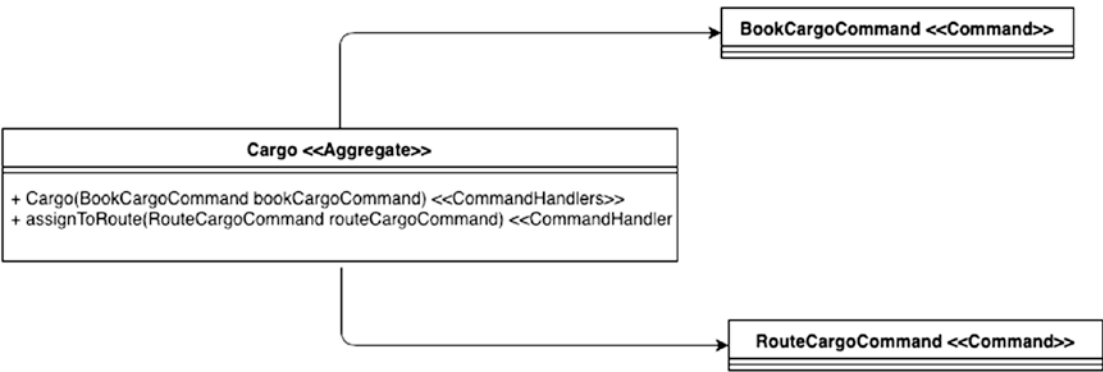 BookCargoCommand <<Command>>
Cargo <<Aggregate>>
+ Cargo(BookCargoCommand bookCargoCommand) <<CommandHandlers>>
+ assignToRoute(RouteCargoCommand routeCargoCommand) <<CommandHandler
RouteCargoCommand <<Command>>